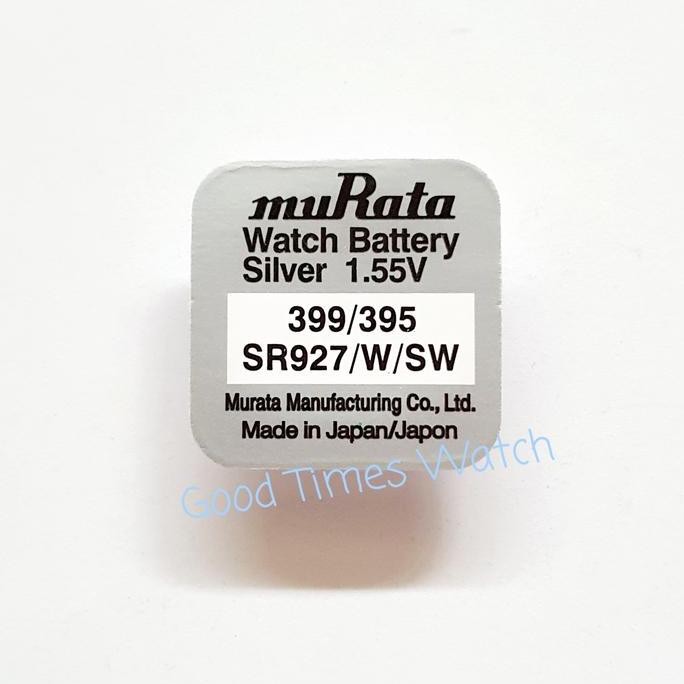 muRata
Watch Battery
Silver 1.55V
399/395
SR927/W/SW
Murata Manufacturing Co., Ltd.
Made in Japan/Japon
Good Times Watch